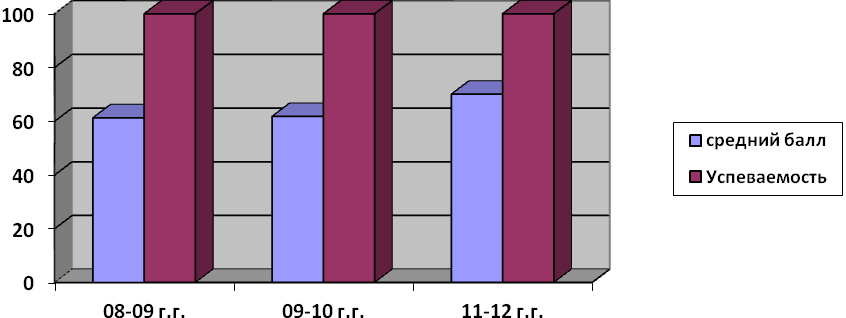 100
80
60
40
20
0
08-09 г.г.
09-10 г.г.
11-12 г.г.
средний балл
Успеваемость